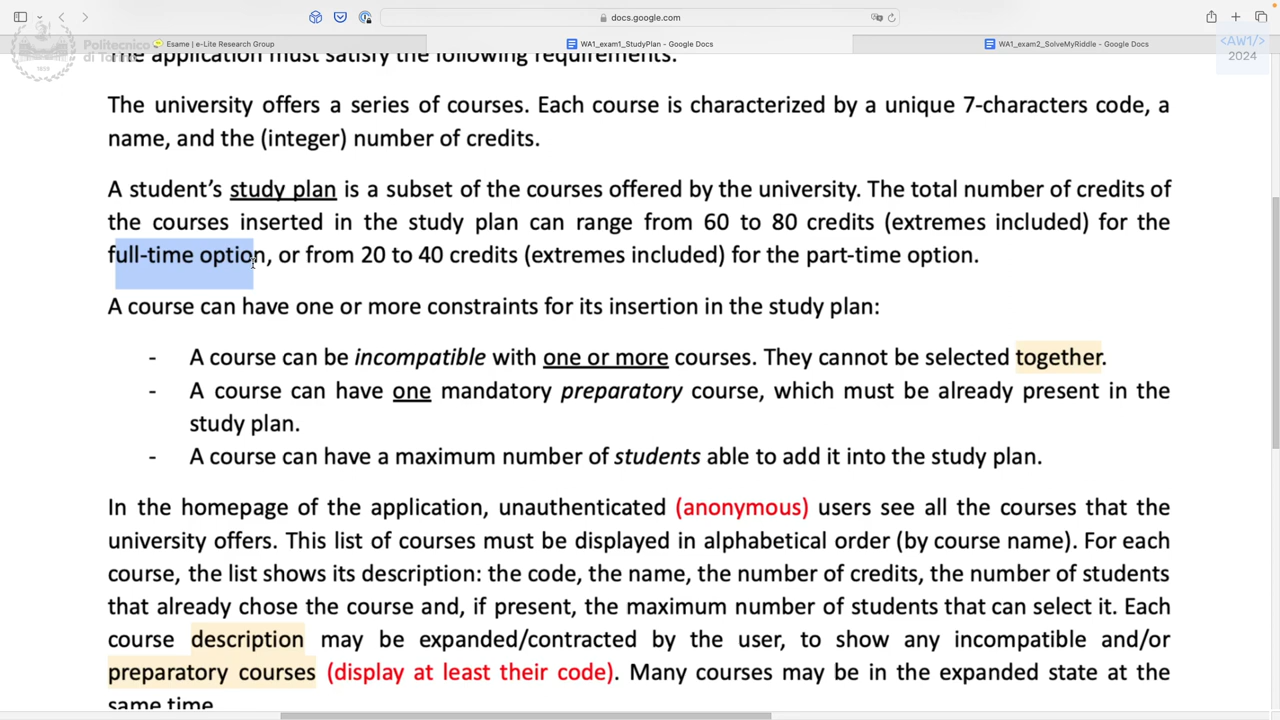 docs.google.com
Esame | e-Lite Research Group
WA1_exam1_StudyPlan - Google Docs
WA1_exam2_SolveMyRiddle - Google Docs
Politecnico
di Torino
1859
<AW1/>
2024
The application must satisfy the following requirements.
The university offers a series of courses. Each course is characterized by a unique 7-characters code, a
name, and the (integer) number of credits.
A student’s study plan is a subset of the courses offered by the university. The total number of credits of
the courses inserted in the study plan can range from 60 to 80 credits (extremes included) for the
full-time option, or from 20 to 40 credits (extremes included) for the part-time option.
A course can have one or more constraints for its insertion in the study plan:
- A course can be incompatible with one or more courses. They cannot be selected together.
- A course can have one mandatory preparatory course, which must be already present in the
study plan.
- A course can have a maximum number of students able to add it into the study plan.
In the homepage of the application, unauthenticated (anonymous) users see all the courses that the
university offers. This list of courses must be displayed in alphabetical order (by course name). For each
course, the list shows its description: the code, the name, the number of credits, the number of students
that already chose the course and, if present, the maximum number of students that can select it. Each
course description may be expanded/contracted by the user, to show any incompatible and/or
preparatory courses (display at least their code). Many courses may be in the expanded state at the
same time.